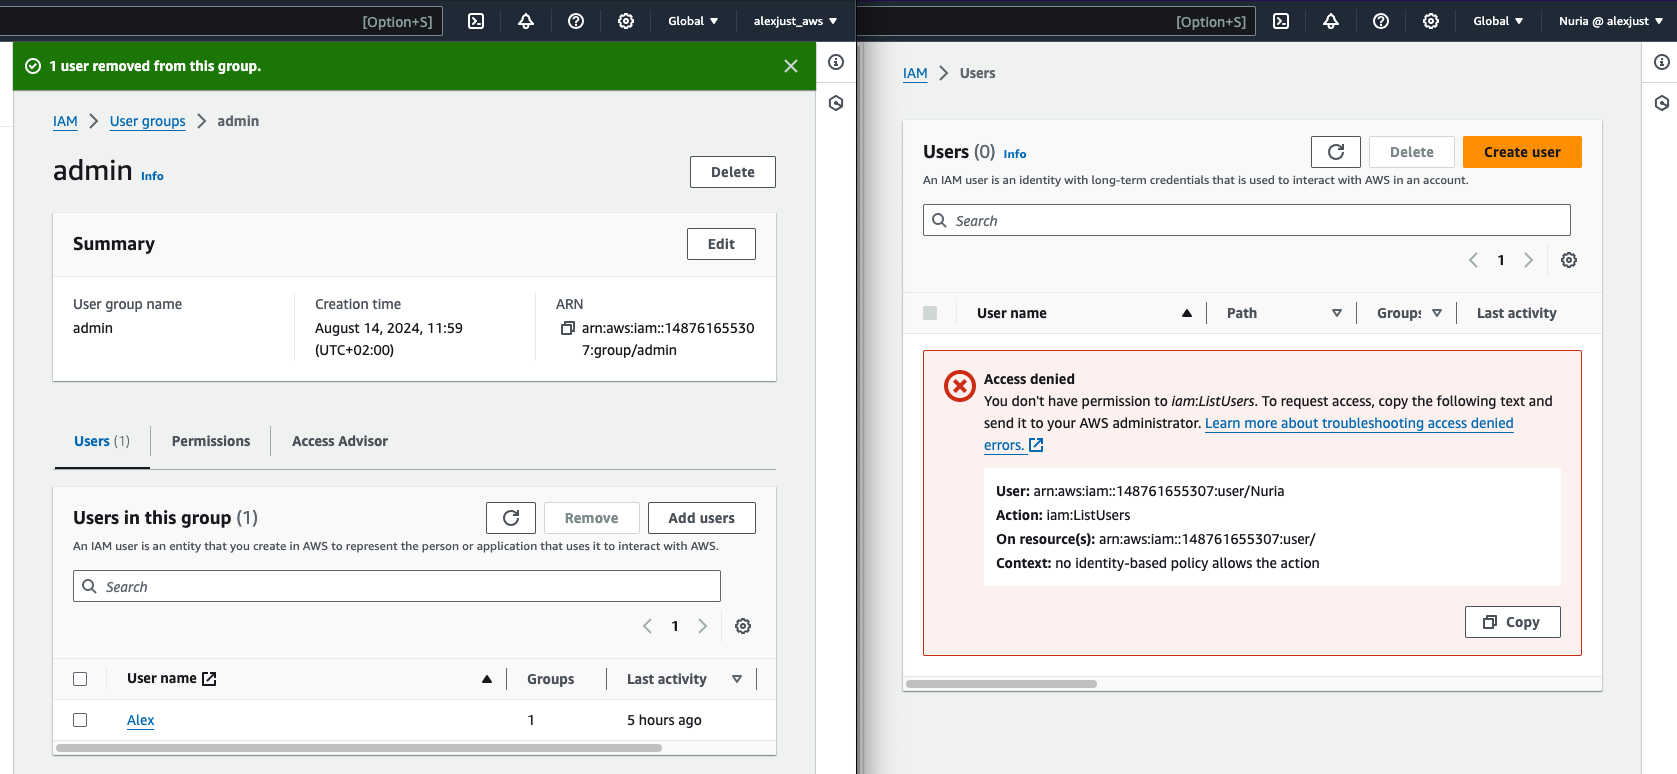 [Option+S]
Global ▼
alexjust_aws ▼
1 user removed from this group.
IAM > User groups > admin
admin Info
Delete
Summary
Edit
User group name
admin
Creation time
August 14, 2024, 11:59
(UTC+02:00)
ARN
arn:aws:iam::14876165530
7:group/admin
Users (1)
Permissions
Access Advisor
Users in this group (1)
Remove
Add users
An IAM user is an entity that you create in AWS to represent the person or application that uses it to interact with AWS.
Search
1
User name
Groups
Last activity
Alex
1
5 hours ago
[Option+S]
Global ▼
Nuria @ alexjust ▼
IAM > Users
Users (0) Info
Delete
Create user
An IAM user is an identity with long-term credentials that is used to interact with AWS in an account.
Search
1
User name
Path
Groups
Last activity
Access denied
You don't have permission to iam:ListUsers. To request access, copy the following text and
send it to your AWS administrator. Learn more about troubleshooting access denied
errors.
User: arn:aws:iam::148761655307:user/Nuria
Action: iam:ListUsers
On resource(s): arn:aws:iam::148761655307:user/
Context: no identity-based policy allows the action
Copy